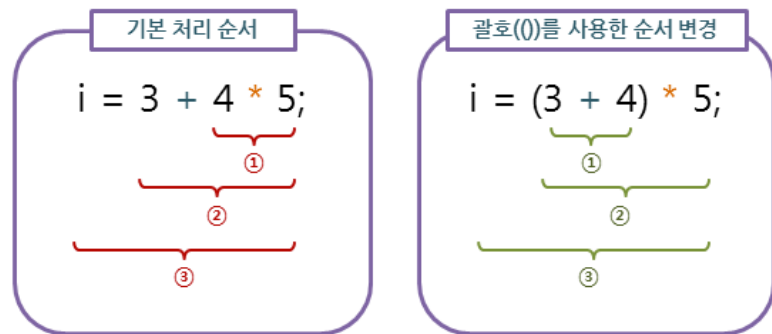 기본 처리 순서
i = 3 + 4 * 5;
①
②
③
괄호(())를 사용한 순서 변경
i = (3 + 4) * 5;
①
②
③